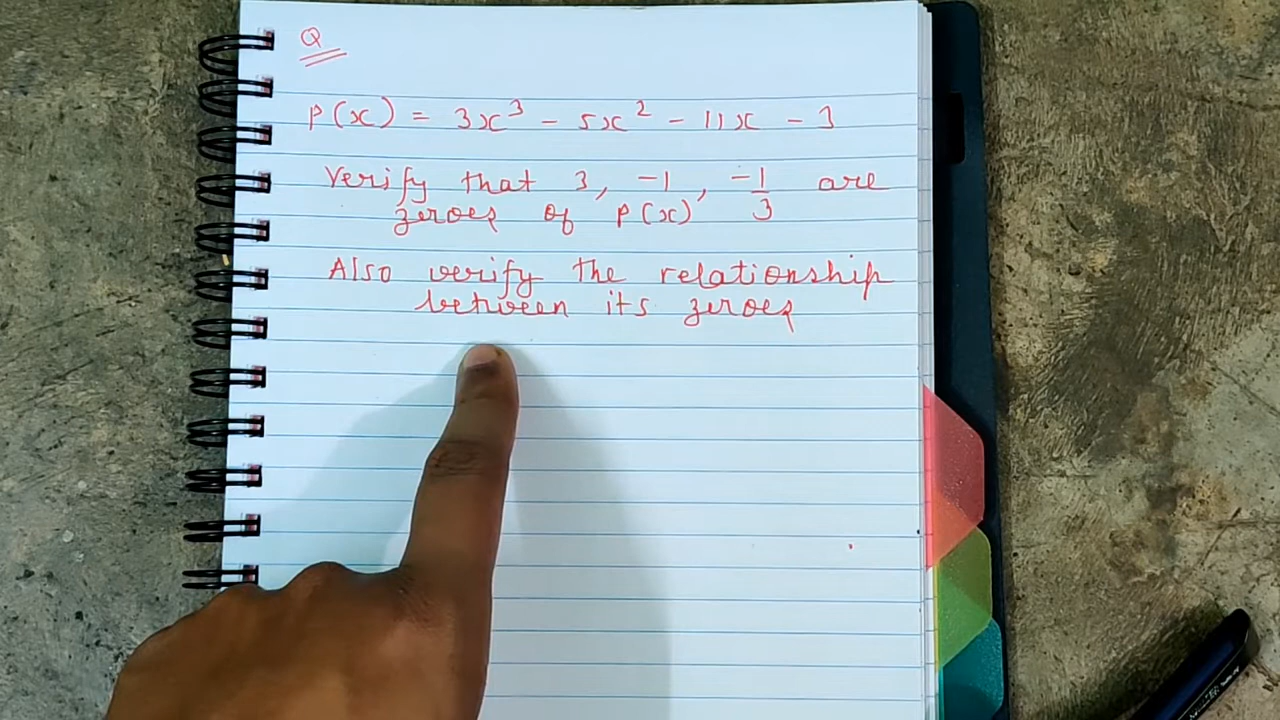 Q
p(x) = 3x³ - 5x² - 11x - 3
Verify that 3, -1, -1/3 are
zeroes of p(x)
Also verify the relationship
between its zeroes